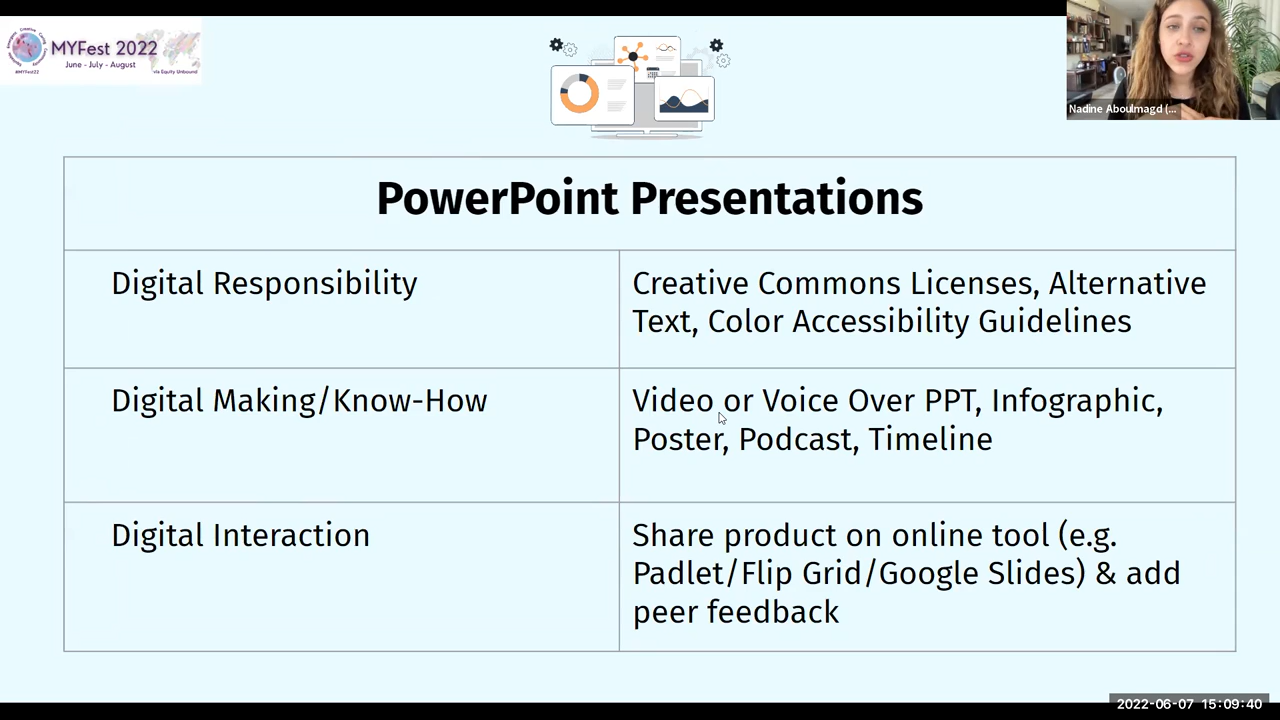 MYFest 2022
June - July - August
#MYFest22
via Equity Unbound
Nadine Aboulmagd (...
PowerPoint Presentations
Digital Responsibility
Creative Commons Licenses, Alternative
Text, Color Accessibility Guidelines
Digital Making/Know-How
Video or Voice Over PPT, Infographic,
Poster, Podcast, Timeline
Digital Interaction
Share product on online tool (e.g.
Padlet/Flip Grid/Google Slides) & add
peer feedback
2022-06-07 15:09:40